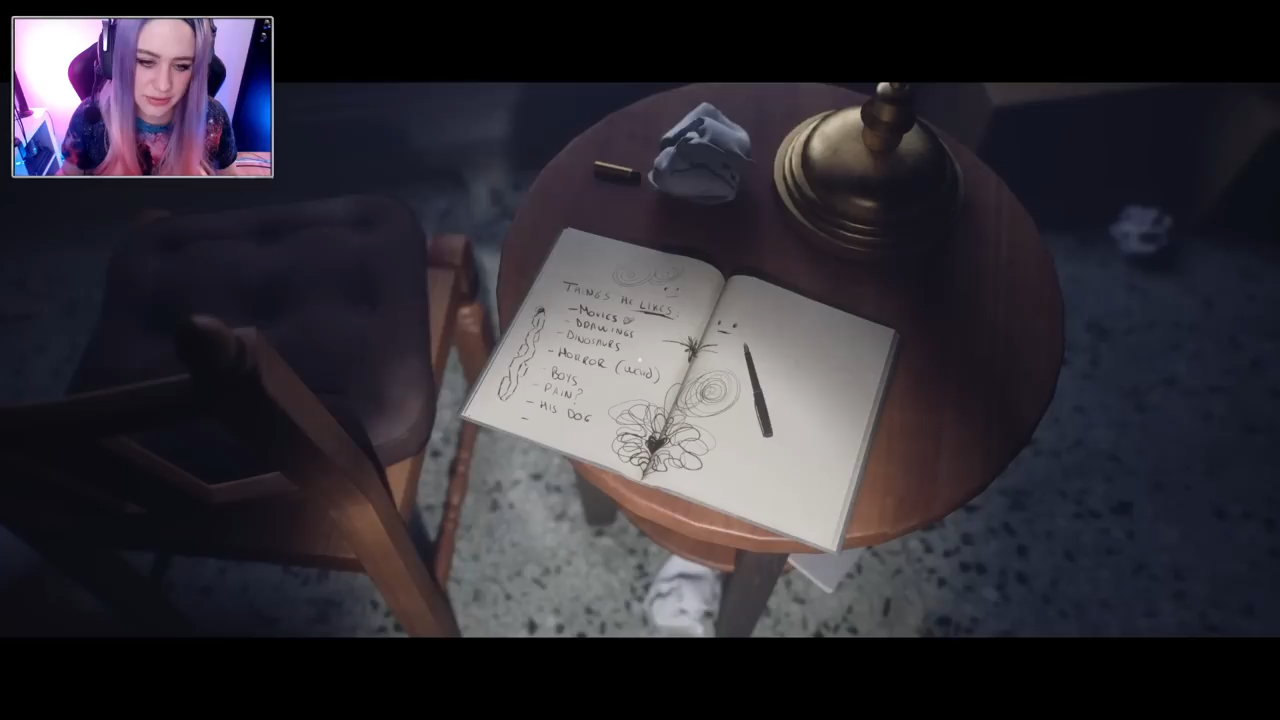 THINGS HE LIKES:
- MOVIES
- DRAWINGS
- DINOSAURS
- HORROR (weird)
- BOYS
- PAIN?
- HIS DOG
-